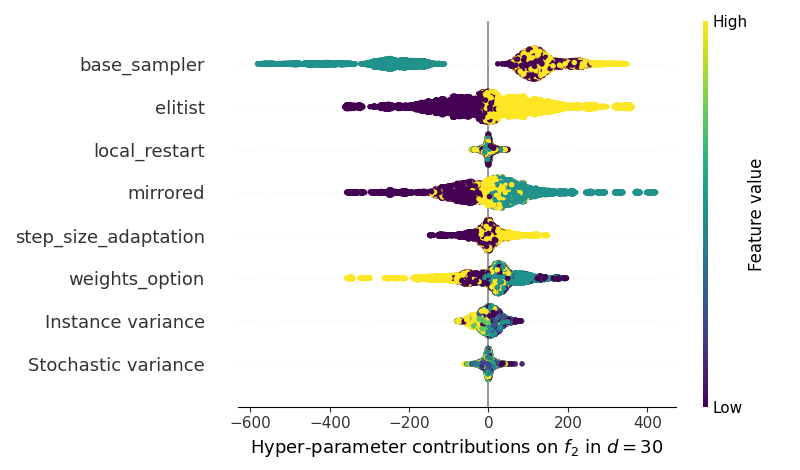 High
base_sampler
elitist
local_restart
mirrored
step_size_adaptation
weights_option
Instance variance
Stochastic variance
Feature value
Low
−600 −400 −200 0 200 400
Hyper-parameter contributions on f₂ in d = 30